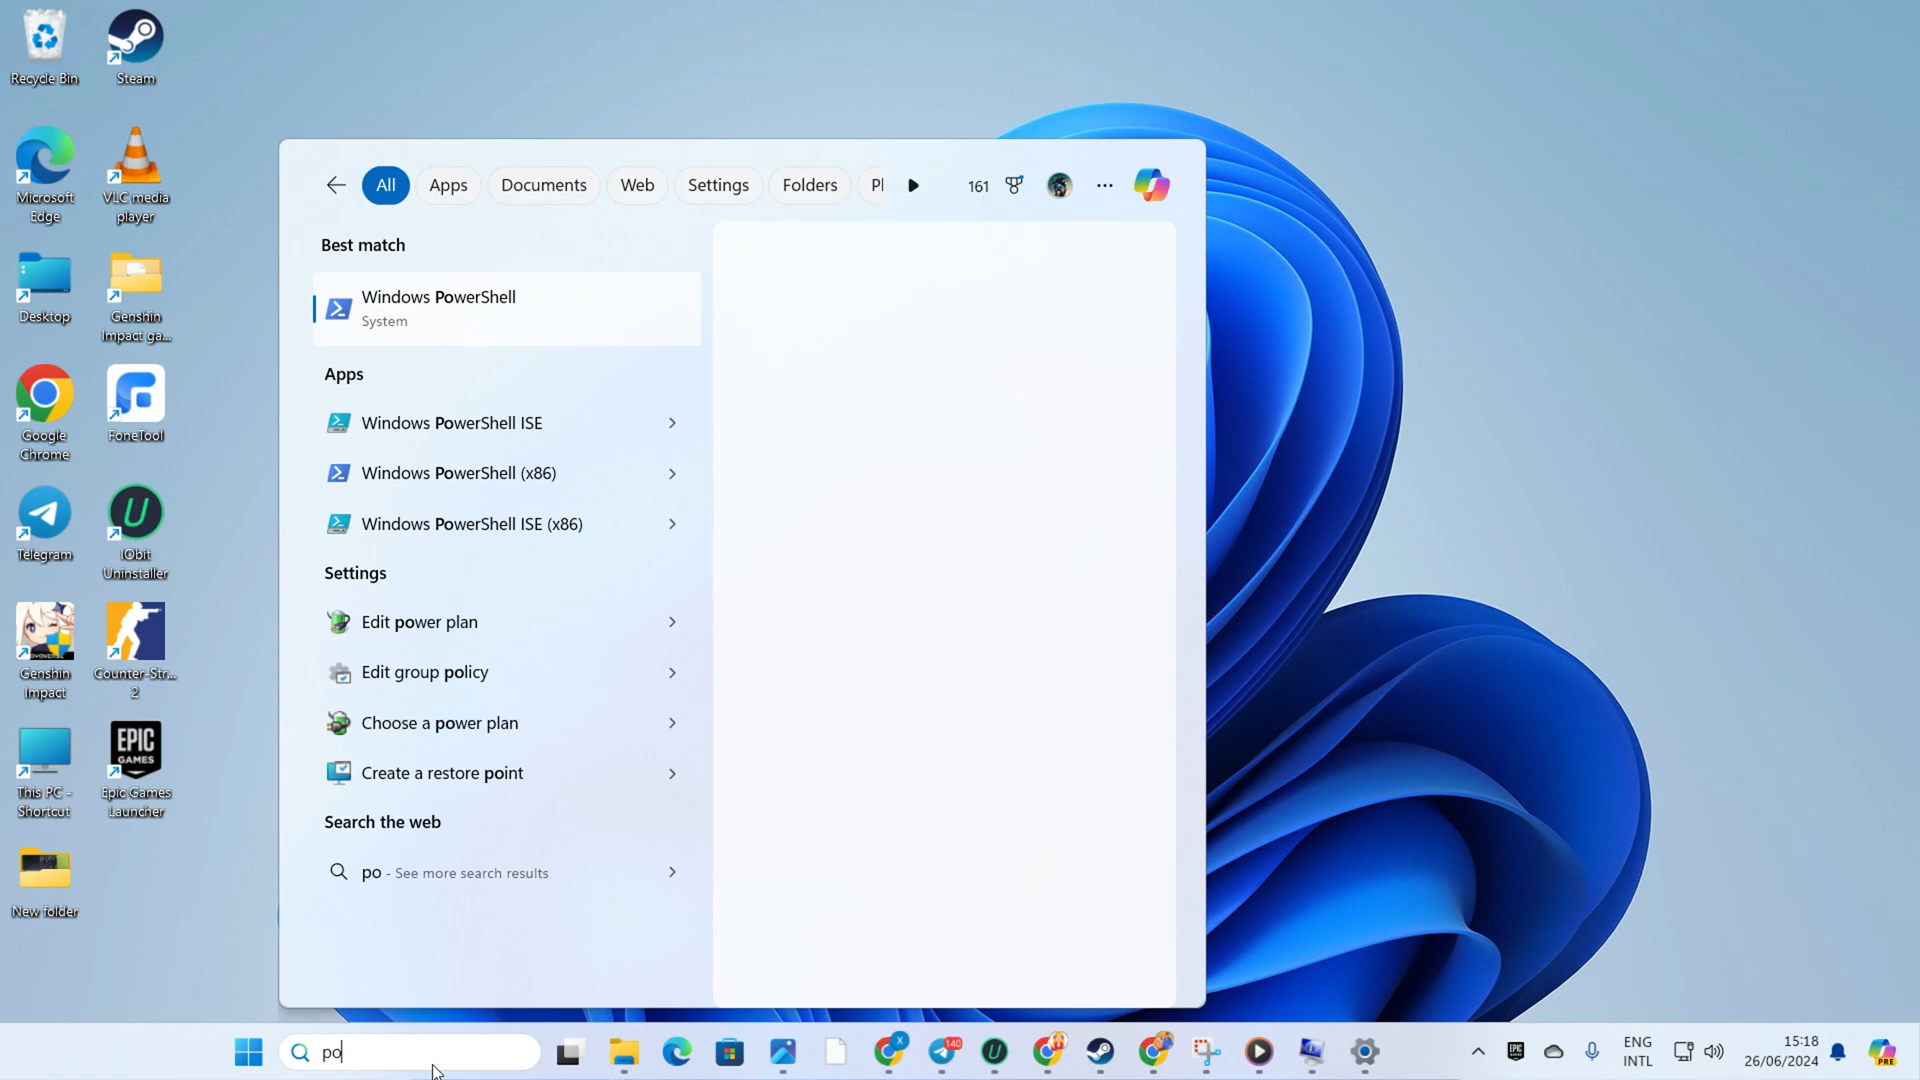 Recycle Bin
Steam
Microsoft
Edge
VLC media
player
Desktop
Genshin
Impact ga...
Google
Chrome
FoneTool
Telegram
IObit
Uninstaller
Genshin
Impact
Counter-Str...
2
This PC -
Shortcut
EPIC
GAMES
Epic Games
Launcher
New folder
All
Apps
Documents
Web
Settings
Folders
161
Best match
Windows PowerShell
System
Apps
Windows PowerShell ISE
Windows PowerShell (x86)
Windows PowerShell ISE (x86)
Settings
Edit power plan
Edit group policy
Choose a power plan
Create a restore point
Search the web
po - See more search results
po
140
ENG
INTL
15:18
26/06/2024
PRE